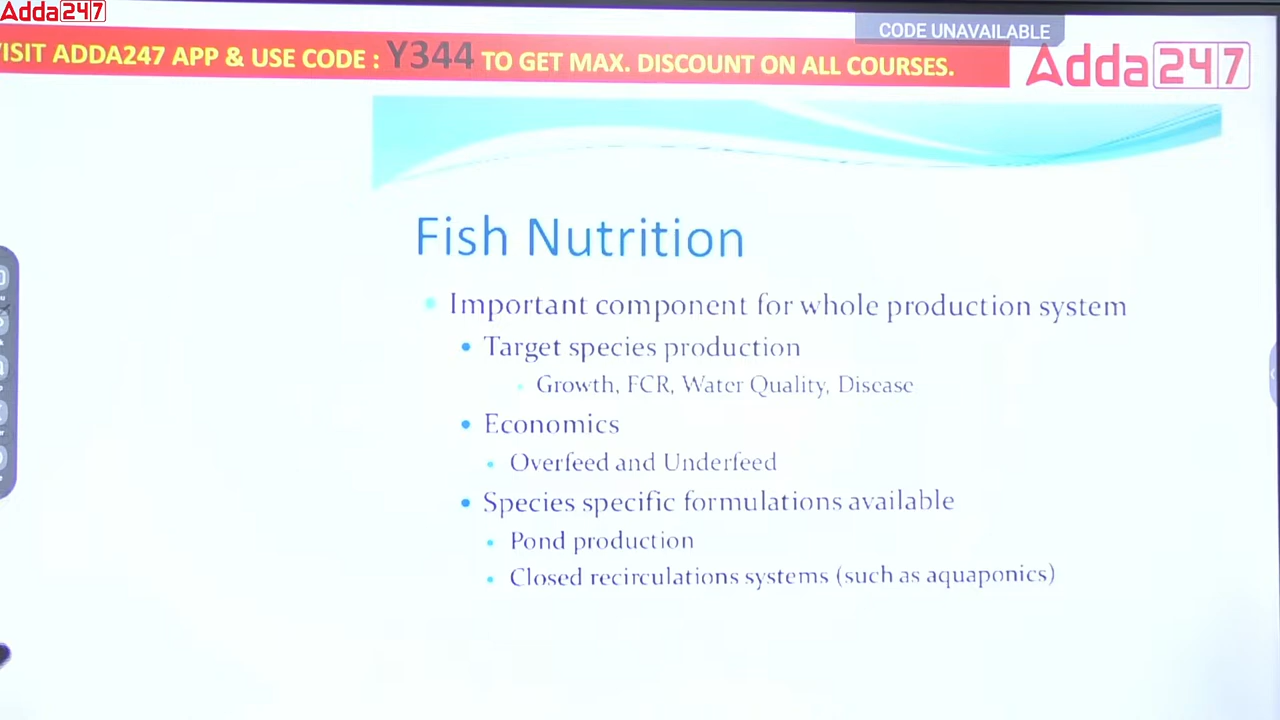 Adda247
CODE UNAVAILABLE
VISIT ADDA247 APP & USE CODE : Y344 TO GET MAX. DISCOUNT ON ALL COURSES.
Adda247
Fish Nutrition
Important component for whole production system
Target species production
Growth, FCR, Water Quality, Disease
Economics
Overfeed and Underfeed
Species specific formulations available
Pond production
Closed recirculations systems (such as aquaponics)